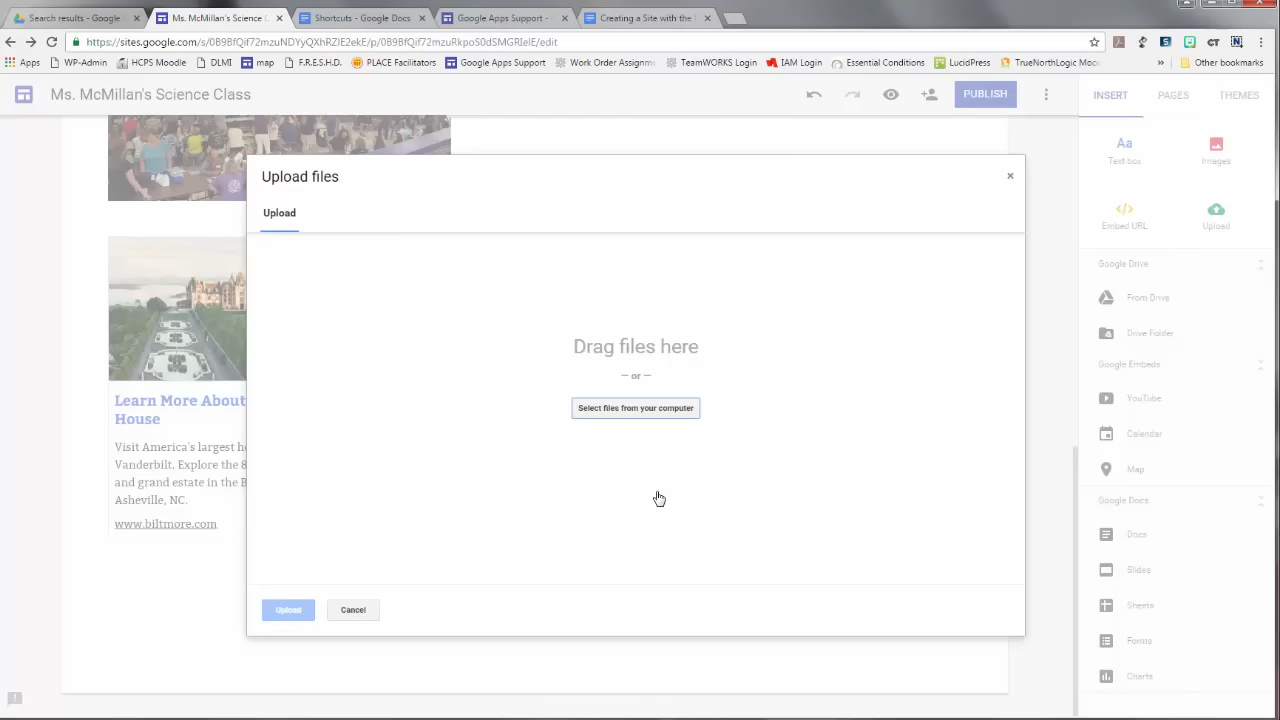 Search results - Google
Ms. McMillan's Science C
Shortcuts - Google Docs
Google Apps Support -
Creating a Site with the
https://sites.google.com/s/0B9BfQif72mzuNDYyQXhRZlE2ekE/p/0B9BfQif72mzuRkpoS0dSMGRIelE/edit
Apps
WP-Admin
HCPS Moodle
DLMI
map
F.R.E.S.H.D.
PLACE Facilitators
Google Apps Support
Work Order Assignm
TeamWORKS Login
IAM Login
Essential Conditions
LucidPress
TrueNorthLogic Moo
»
Other bookmarks
Ms. McMillan's Science Class
PUBLISH
INSERT
PAGES
THEMES
Aa
Text box
Images
Embed URL
Upload
Google Drive
From Drive
Drive Folder
Google Embeds
YouTube
Calendar
Map
Google Docs
Docs
Slides
Sheets
Forms
Charts
Upload files
Upload
Drag files here
— or —
Select files from your computer
Upload
Cancel
Learn More About
House
Visit America's largest h
Vanderbilt. Explore the 8
and grand estate in the B
Asheville, NC.
www.biltmore.com